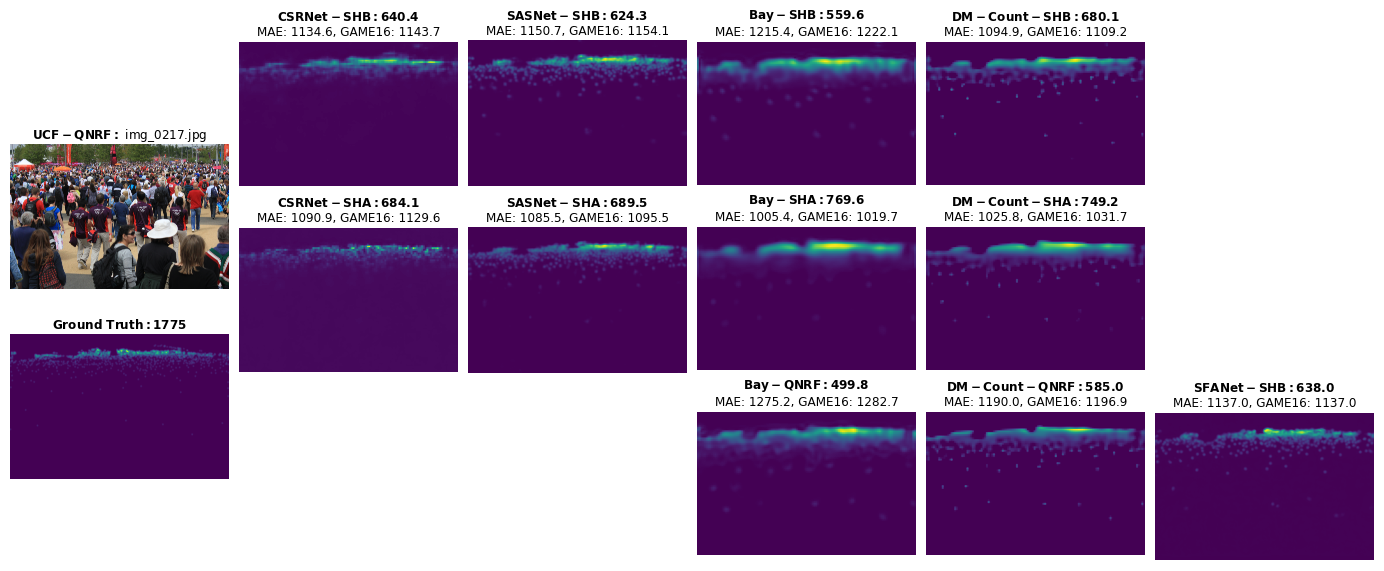 CSRNet – SHB : 640.4
MAE: 1134.6, GAME16: 1143.7
SASNet – SHB : 624.3
MAE: 1150.7, GAME16: 1154.1
Bay – SHB : 559.6
MAE: 1215.4, GAME16: 1222.1
DM – Count – SHB : 680.1
MAE: 1094.9, GAME16: 1109.2
UCF – QNRF : img_0217.jpg
CSRNet – SHA : 684.1
MAE: 1090.9, GAME16: 1129.6
SASNet – SHA : 689.5
MAE: 1085.5, GAME16: 1095.5
Bay – SHA : 769.6
MAE: 1005.4, GAME16: 1019.7
DM – Count – SHA : 749.2
MAE: 1025.8, GAME16: 1031.7
Ground Truth : 1775
Bay – QNRF : 499.8
MAE: 1275.2, GAME16: 1282.7
DM – Count – QNRF : 585.0
MAE: 1190.0, GAME16: 1196.9
SFANet – SHB : 638.0
MAE: 1137.0, GAME16: 1137.0